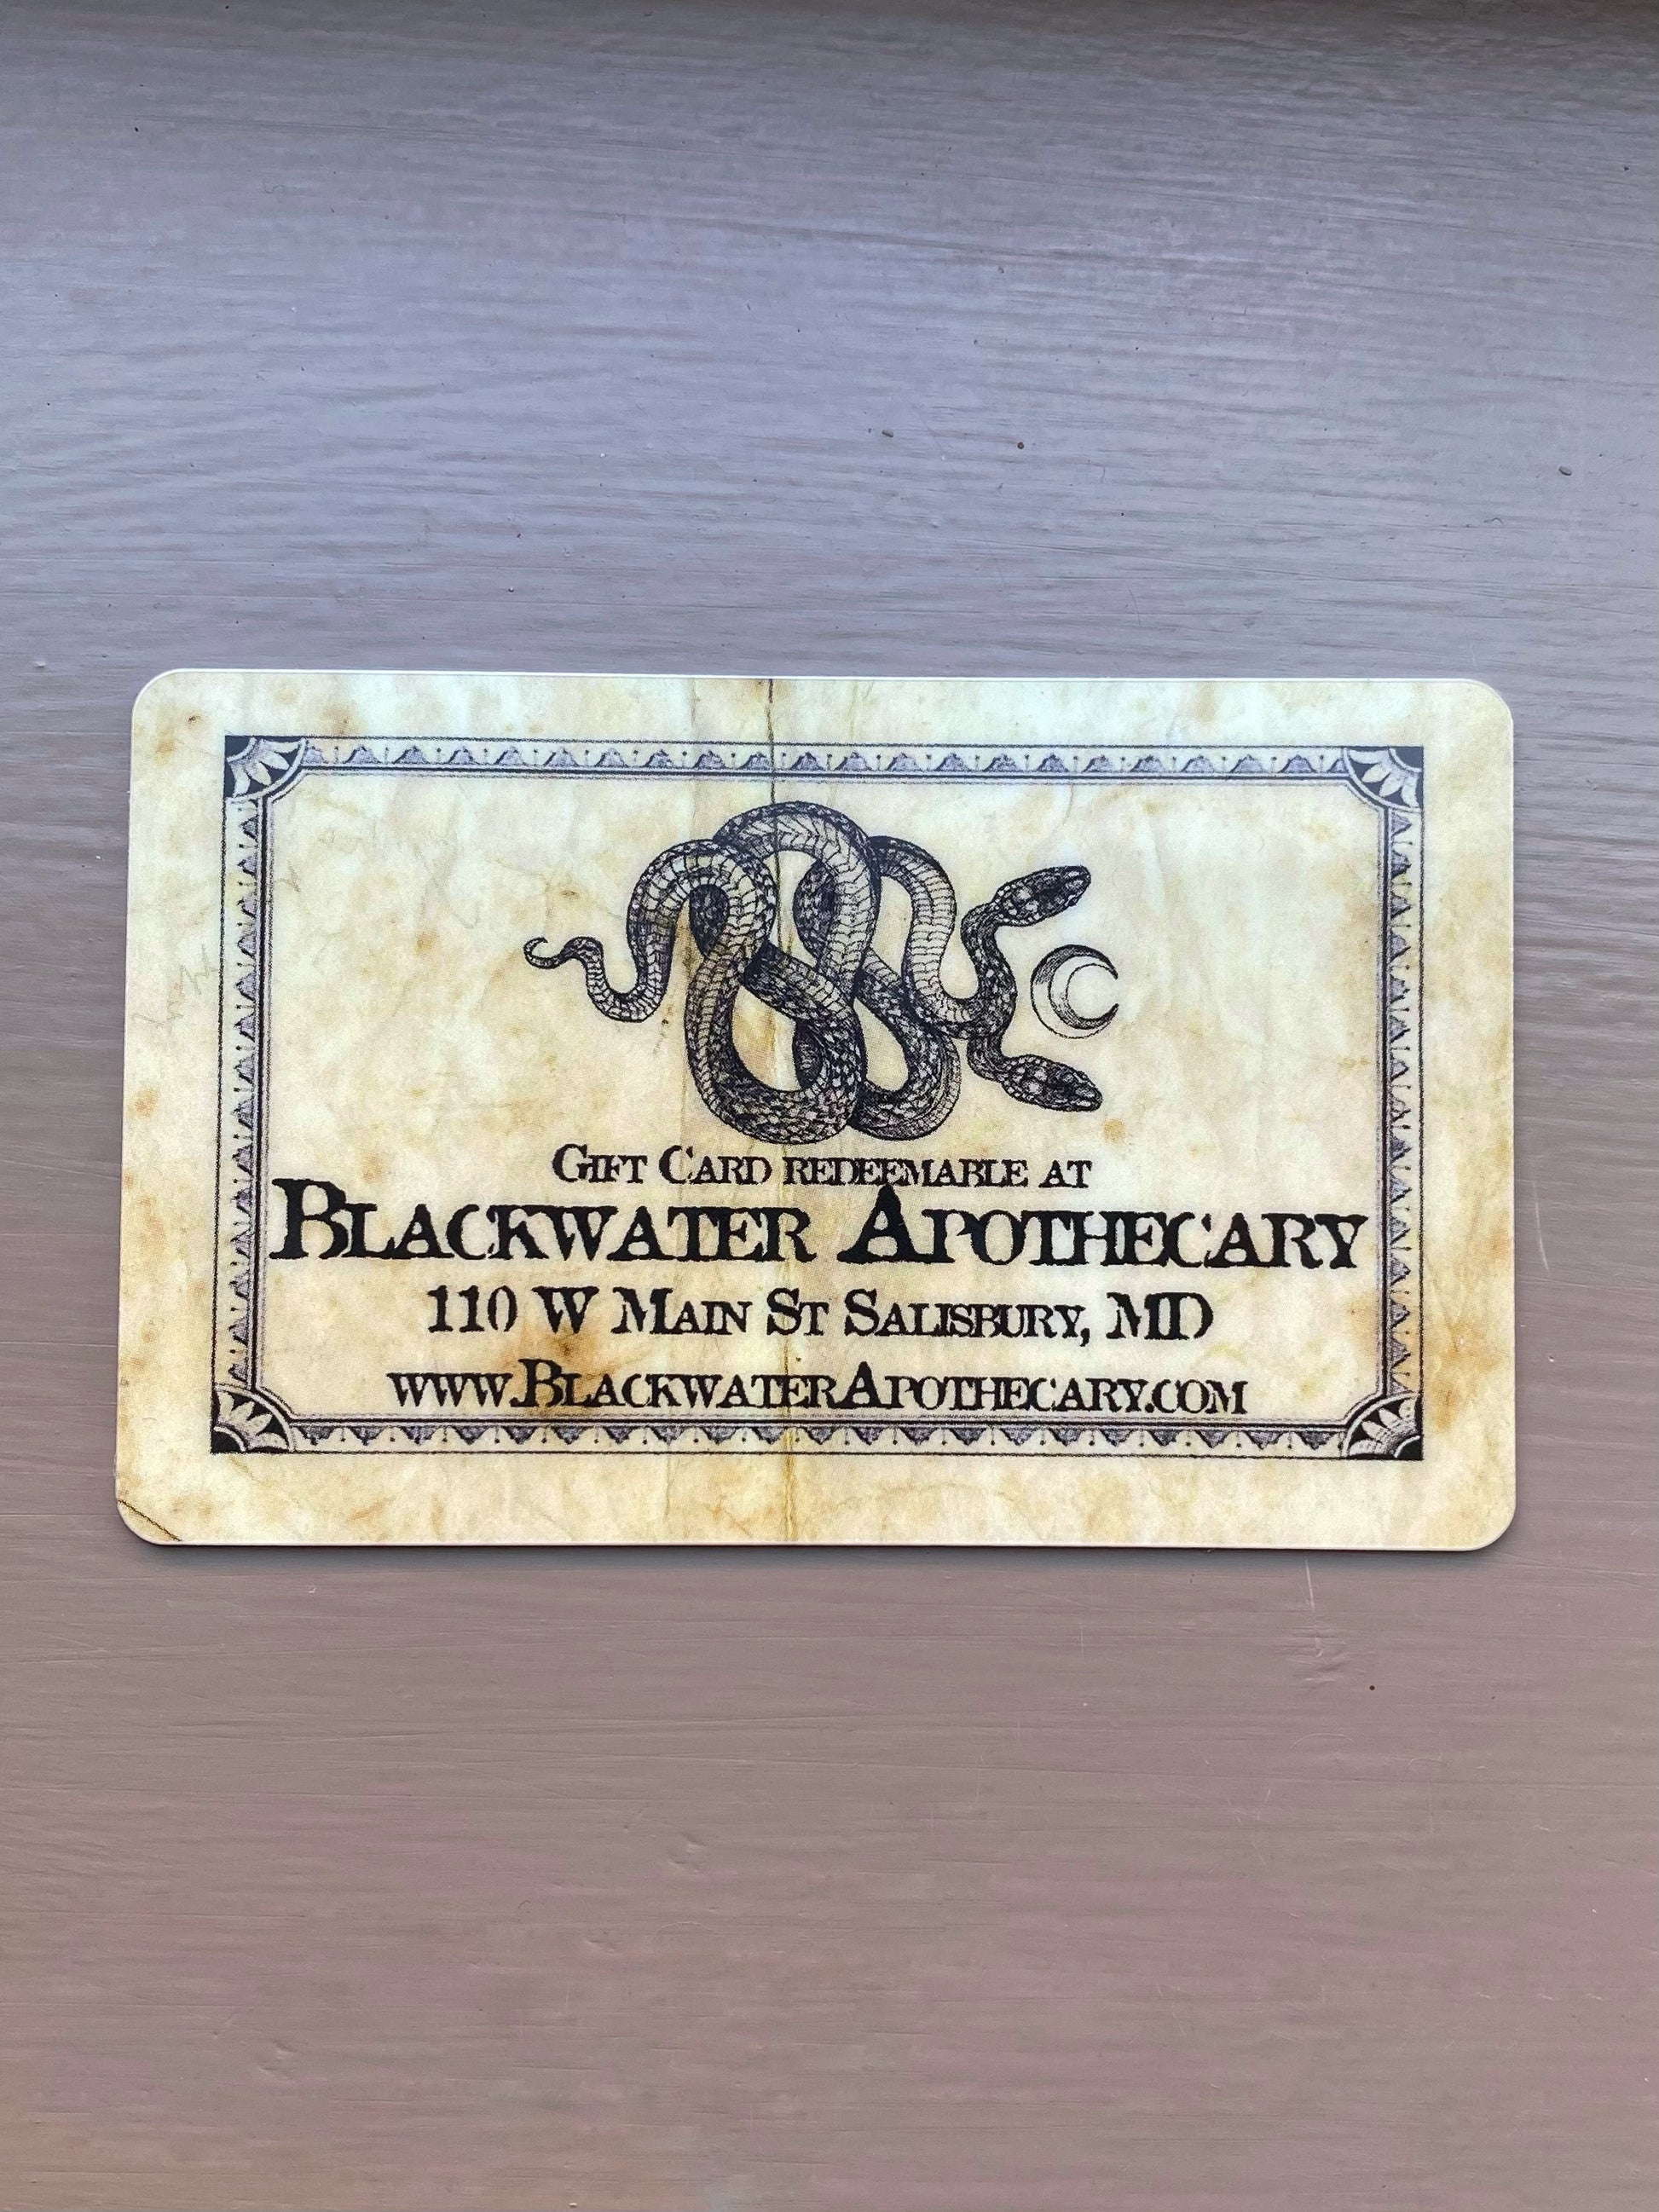 Gift Card redeemable at
Blackwater Apothecary
110 W Main St Salisbury, MD
www.BlackwaterApothecary.com